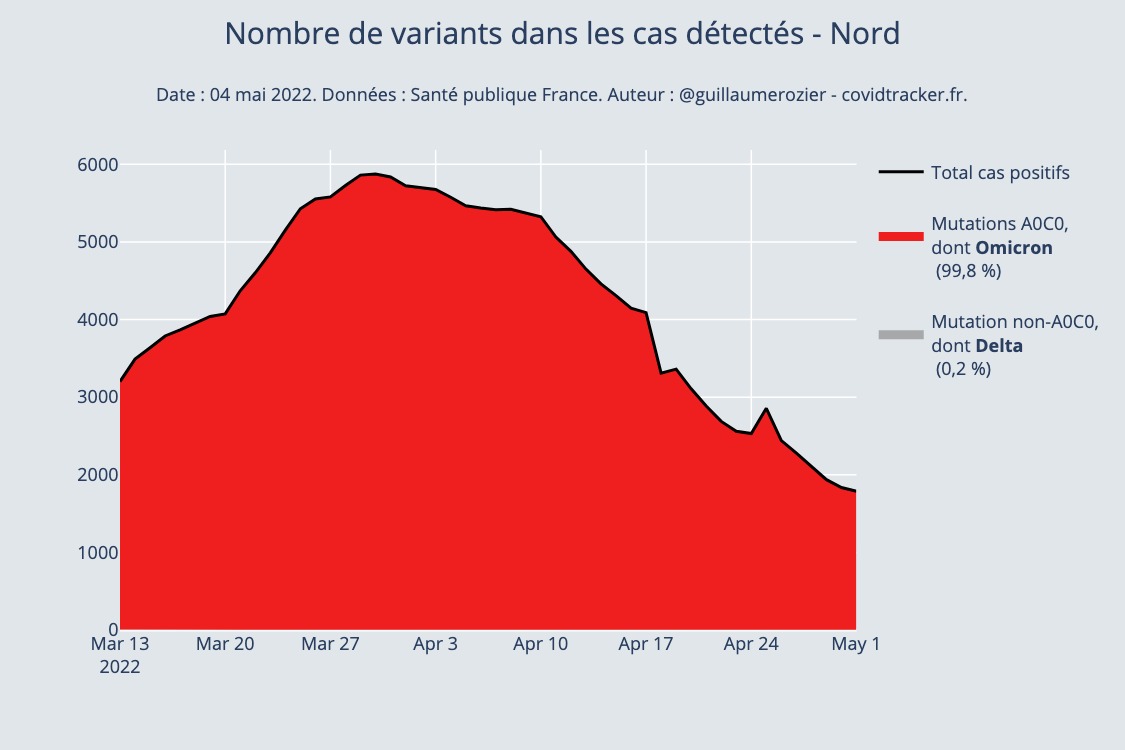 Nombre de variants dans les cas détectés - Nord
Date : 04 mai 2022. Données : Santé publique France. Auteur : @guillaumerozier - covidtracker.fr.
6000
5000
4000
3000
2000
1000
0
Mar 13
2022
Mar 20
Mar 27
Apr 3
Apr 10
Apr 17
Apr 24
May 1
Total cas positifs
Mutations A0C0,
dont Omicron
(99,8 %)
Mutation non-A0C0,
dont Delta
(0,2 %)